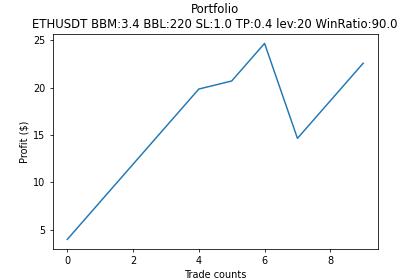 Portfolio
ETHUSDT BBM:3.4 BBL:220 SL:1.0 TP:0.4 lev:20 WinRatio:90.0
25
20
15
10
5
Profit ($)
0 2 4 6 8
Trade counts